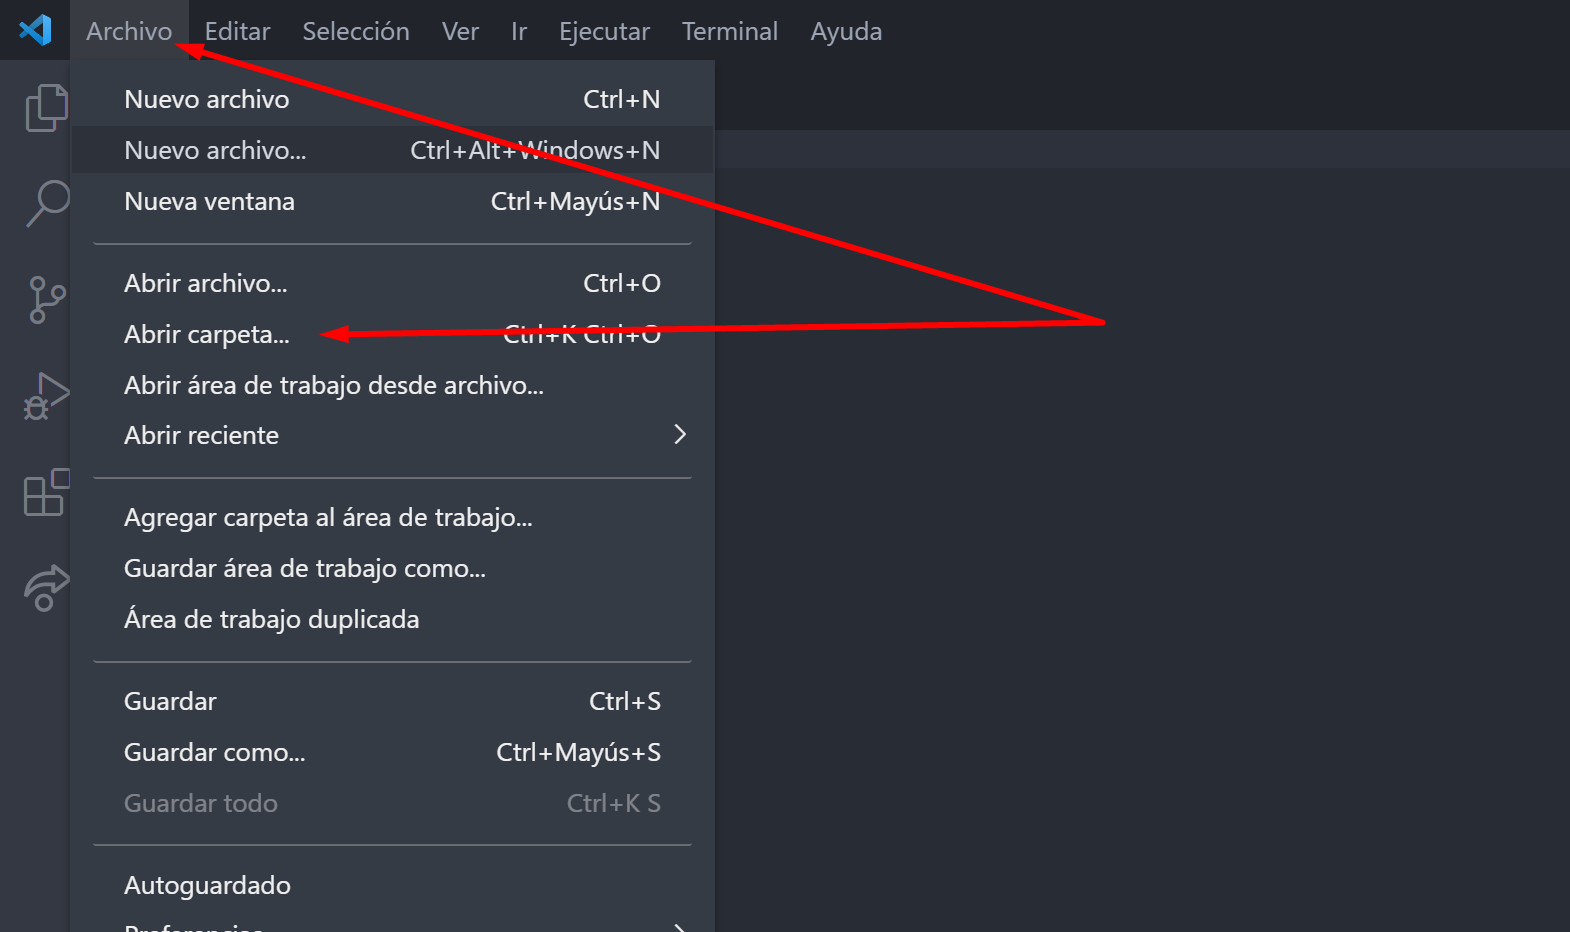 Archivo Editar Selección Ver Ir Ejecutar Terminal Ayuda
Nuevo archivo Ctrl+N
Nuevo archivo... Ctrl+Alt+Windows+N
Nueva ventana Ctrl+Mayús+N
Abrir archivo... Ctrl+O
Abrir carpeta... Ctrl+K Ctrl+O
Abrir área de trabajo desde archivo...
Abrir reciente
Agregar carpeta al área de trabajo...
Guardar área de trabajo como...
Área de trabajo duplicada
Guardar Ctrl+S
Guardar como... Ctrl+Mayús+S
Guardar todo Ctrl+K S
Autoguardado
Preferencias